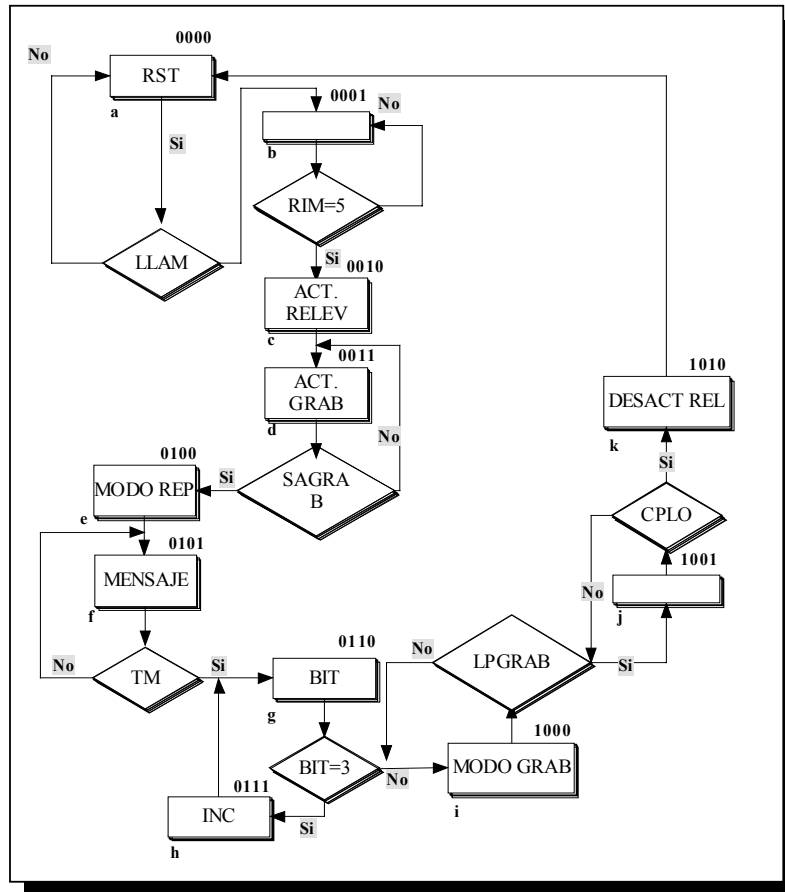 0000
No
RST
a
Si
0001
No
b
RIM=5
LLAM
Si
0010
ACT.
RELEV
c
0011
ACT.
GRAB
d
No
1010
DESACT REL
k
Si
0100
MODO REP
e
Si
SAGRA
B
CPLO
0101
MENSAJE
f
1001
No
j
No
TM
Si
0110
BIT
g
No
LPGRAB
Si
1000
BIT=3
No
MODO GRAB
i
0111
INC
h
Si